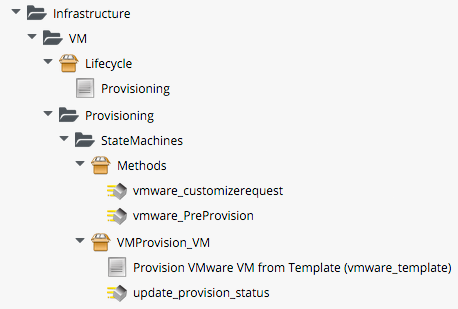 Infrastructure
VM
Lifecycle
Provisioning
Provisioning
StateMachines
Methods
vmware_customizerequest
vmware_PreProvision
VMProvision_VM
Provision VMware VM from Template (vmware_template)
update_provision_status